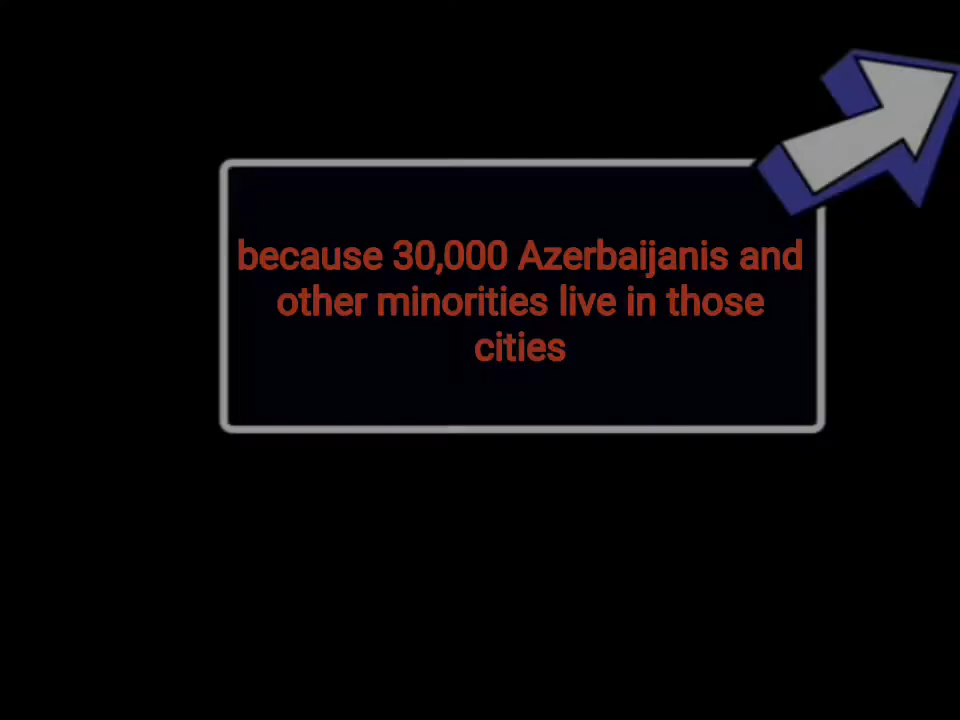 because 30,000 Azerbaijanis and
other minorities live in those
cities